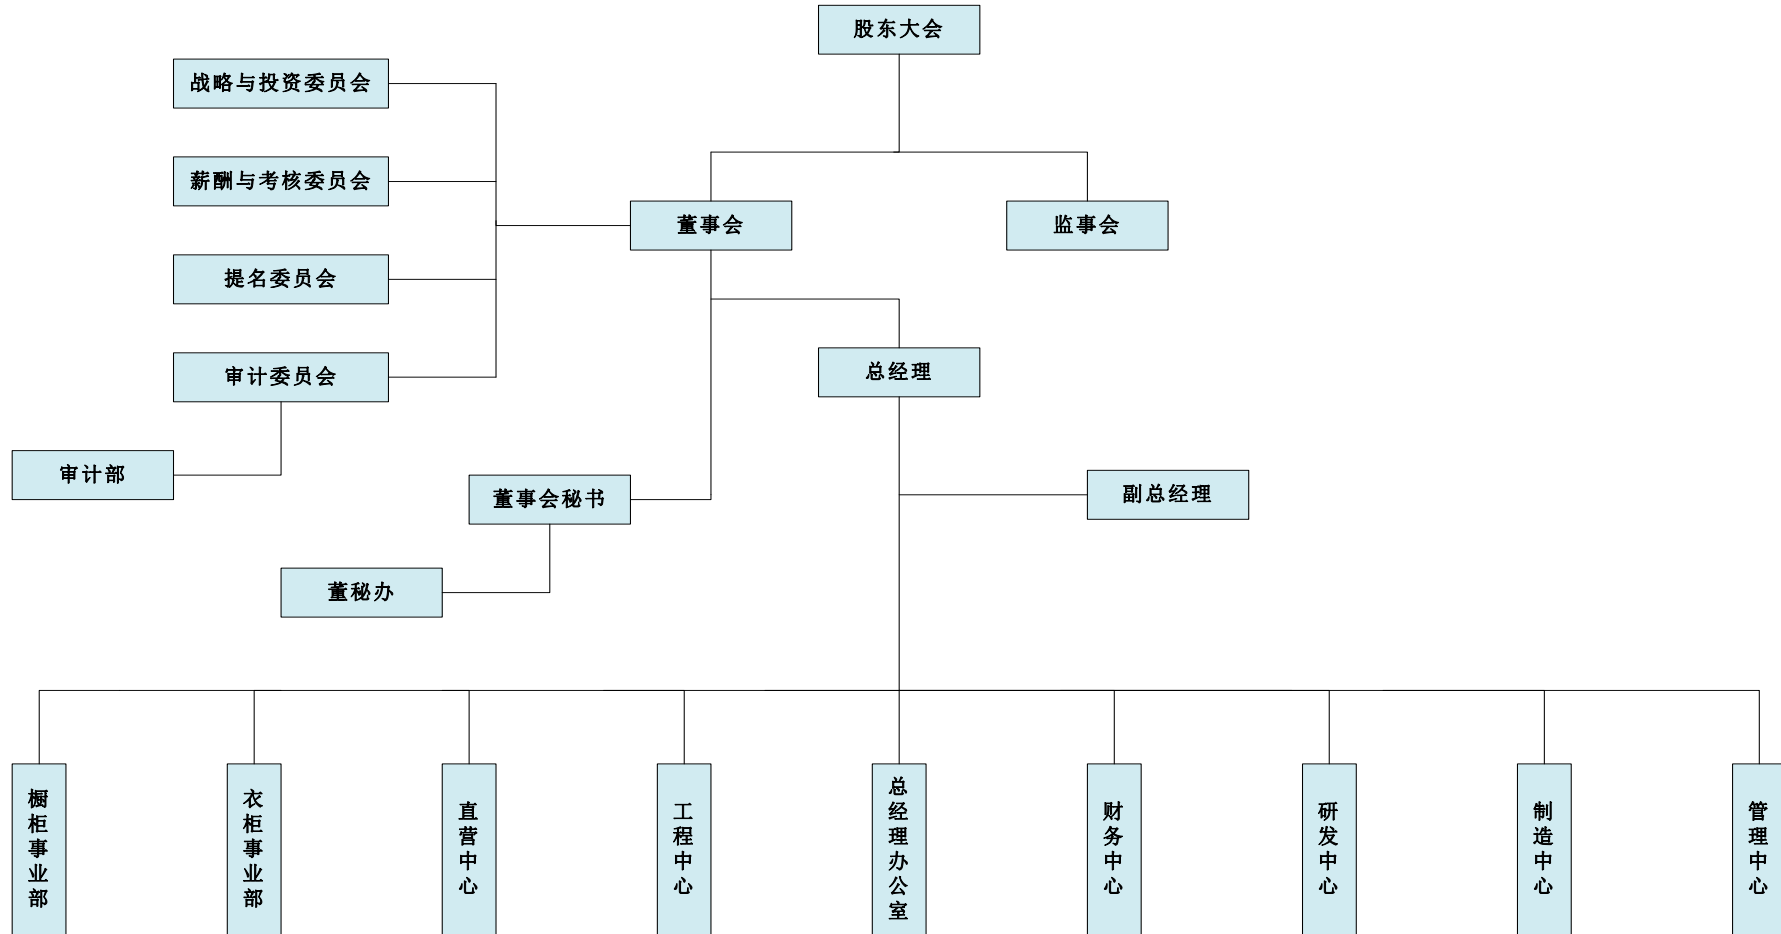 股东大会
战略与投资委员会
薪酬与考核委员会
董事会
监事会
提名委员会
审计委员会
总经理
审计部
董事会秘书
副总经理
董秘办
橱柜事业部
衣柜事业部
直营中心
工程中心
总经理办公室
财务中心
研发中心
制造中心
管理中心